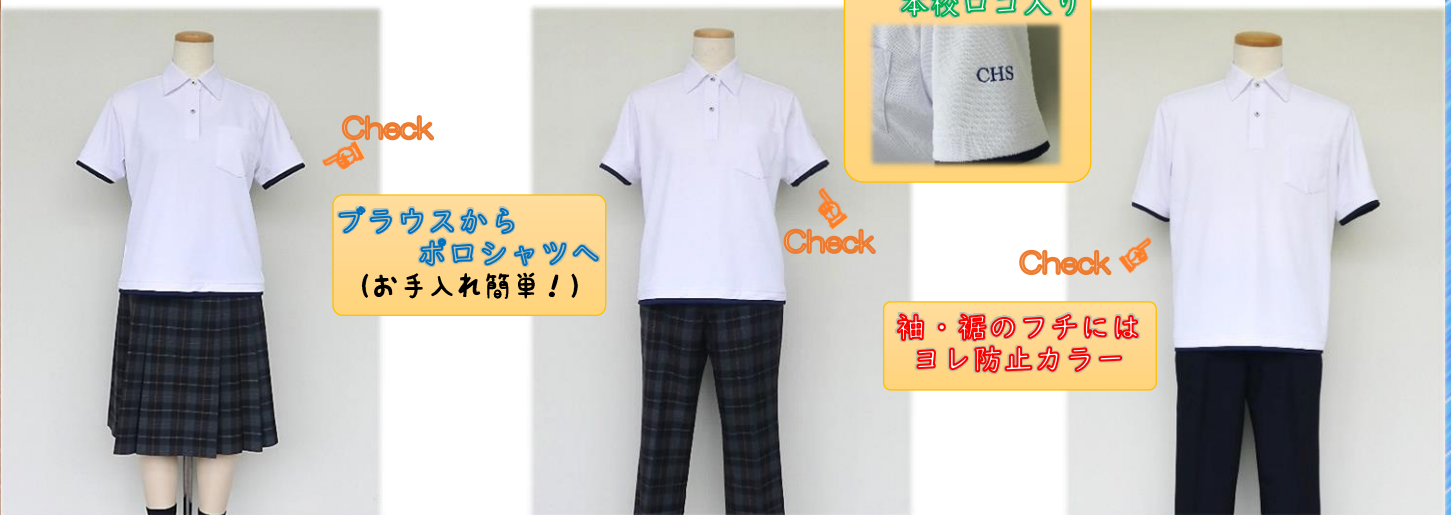 本校ロゴ入り
CHS
Check
ブラウスから
ポロシャツへ
(お手入れ簡単！)
Check
Check
袖・裾のフチには
ヨレ防止カラー